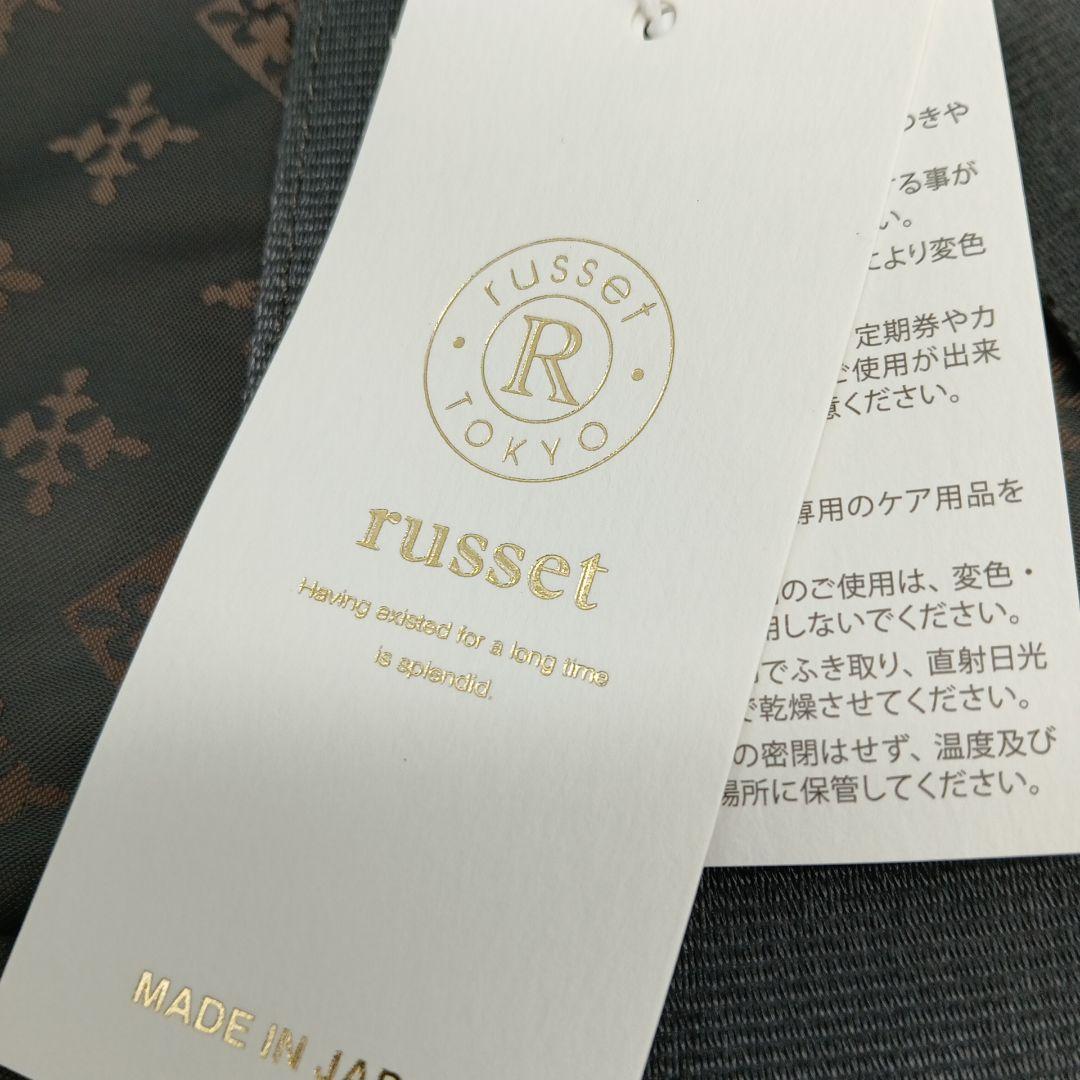 russet
R
TOKYO
russet
Having existed for a long time
is splendid.
MADE IN JAP
つきや
する事が
い。
により変色
定期券やカ
ご使用が出来
意ください。
専用のケア用品を
のご使用は、変色・
用しないでください。
でふき取り、直射日光
で乾燥させてください。
の密閉はせず、温度及び
場所に保管してください。